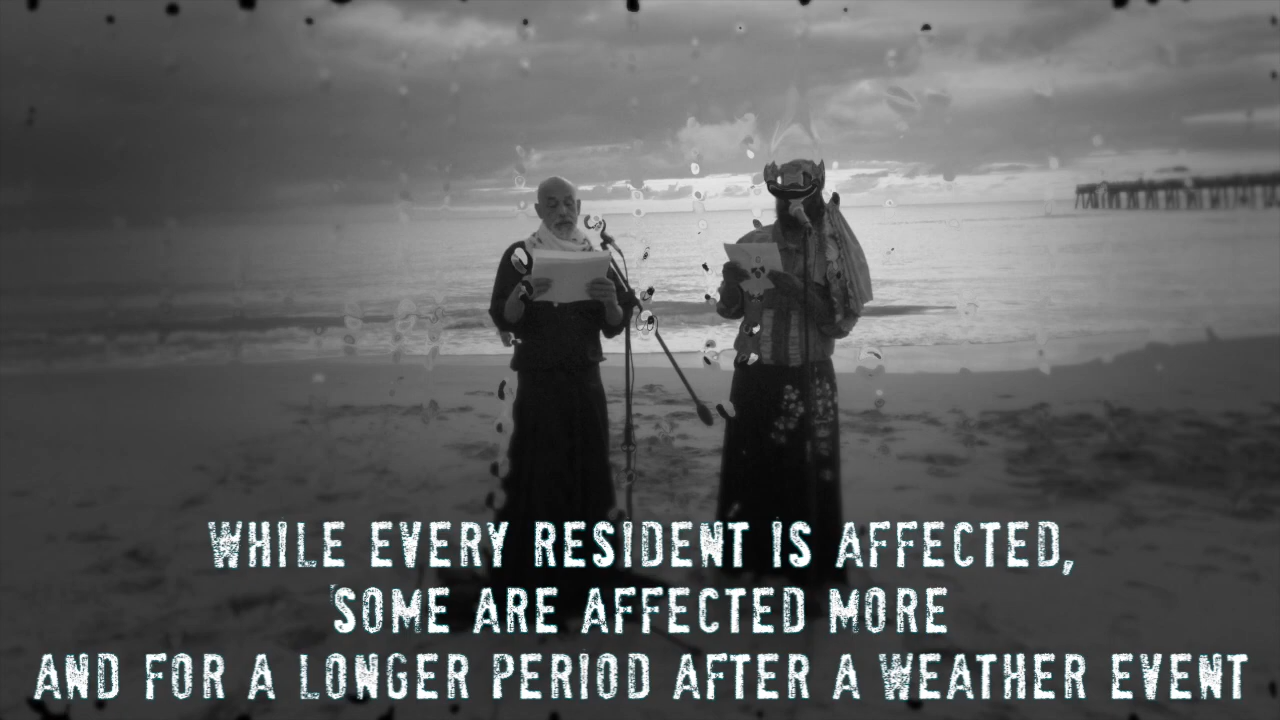 WHILE EVERY RESIDENT IS AFFECTED,
SOME ARE AFFECTED MORE
AND FOR A LONGER PERIOD AFTER A WEATHER EVENT